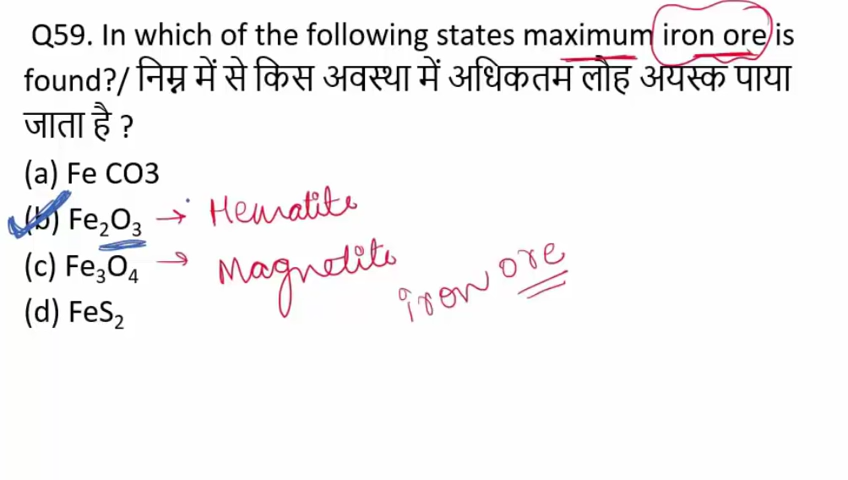 Q59. In which of the following states maximum iron ore is
found?/ निम्न में से किस अवस्था में अधिकतम लौह अयस्क पाया
जाता है ?
(a) Fe CO3
(b) Fe₂O₃ → Hematite
(c) Fe₃O₄ → Magnetite
iron ore
(d) FeS₂